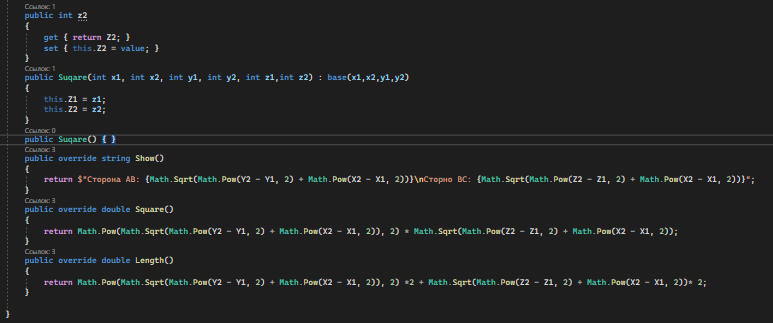 Ссылок: 1
public int z2
{
get { return Z2; }
set { this.Z2 = value; }
}
Ссылок: 1
public Suqare(int x1, int x2, int y1, int y2, int z1,int z2) : base(x1,x2,y1,y2)
{
this.Z1 = z1;
this.Z2 = z2;
}
Ссылок: 0
public Suqare() { }
Ссылок: 3
public override string Show()
{
return $"Сторона AB: {Math.Sqrt(Math.Pow(Y2 - Y1, 2) + Math.Pow(X2 - X1, 2))}\nСторно BC: {Math.Sqrt(Math.Pow(Z2 - Z1, 2) + Math.Pow(X2 - X1, 2))}";
}
Ссылок: 3
public override double Square()
{
return Math.Pow(Math.Sqrt(Math.Pow(Y2 - Y1, 2) + Math.Pow(X2 - X1, 2)), 2) * Math.Sqrt(Math.Pow(Z2 - Z1, 2) + Math.Pow(X2 - X1, 2));
}
Ссылок: 3
public override double Length()
{
return Math.Pow(Math.Sqrt(Math.Pow(Y2 - Y1, 2) + Math.Pow(X2 - X1, 2)), 2) *2 + Math.Sqrt(Math.Pow(Z2 - Z1, 2) + Math.Pow(X2 - X1, 2))* 2;
}
}